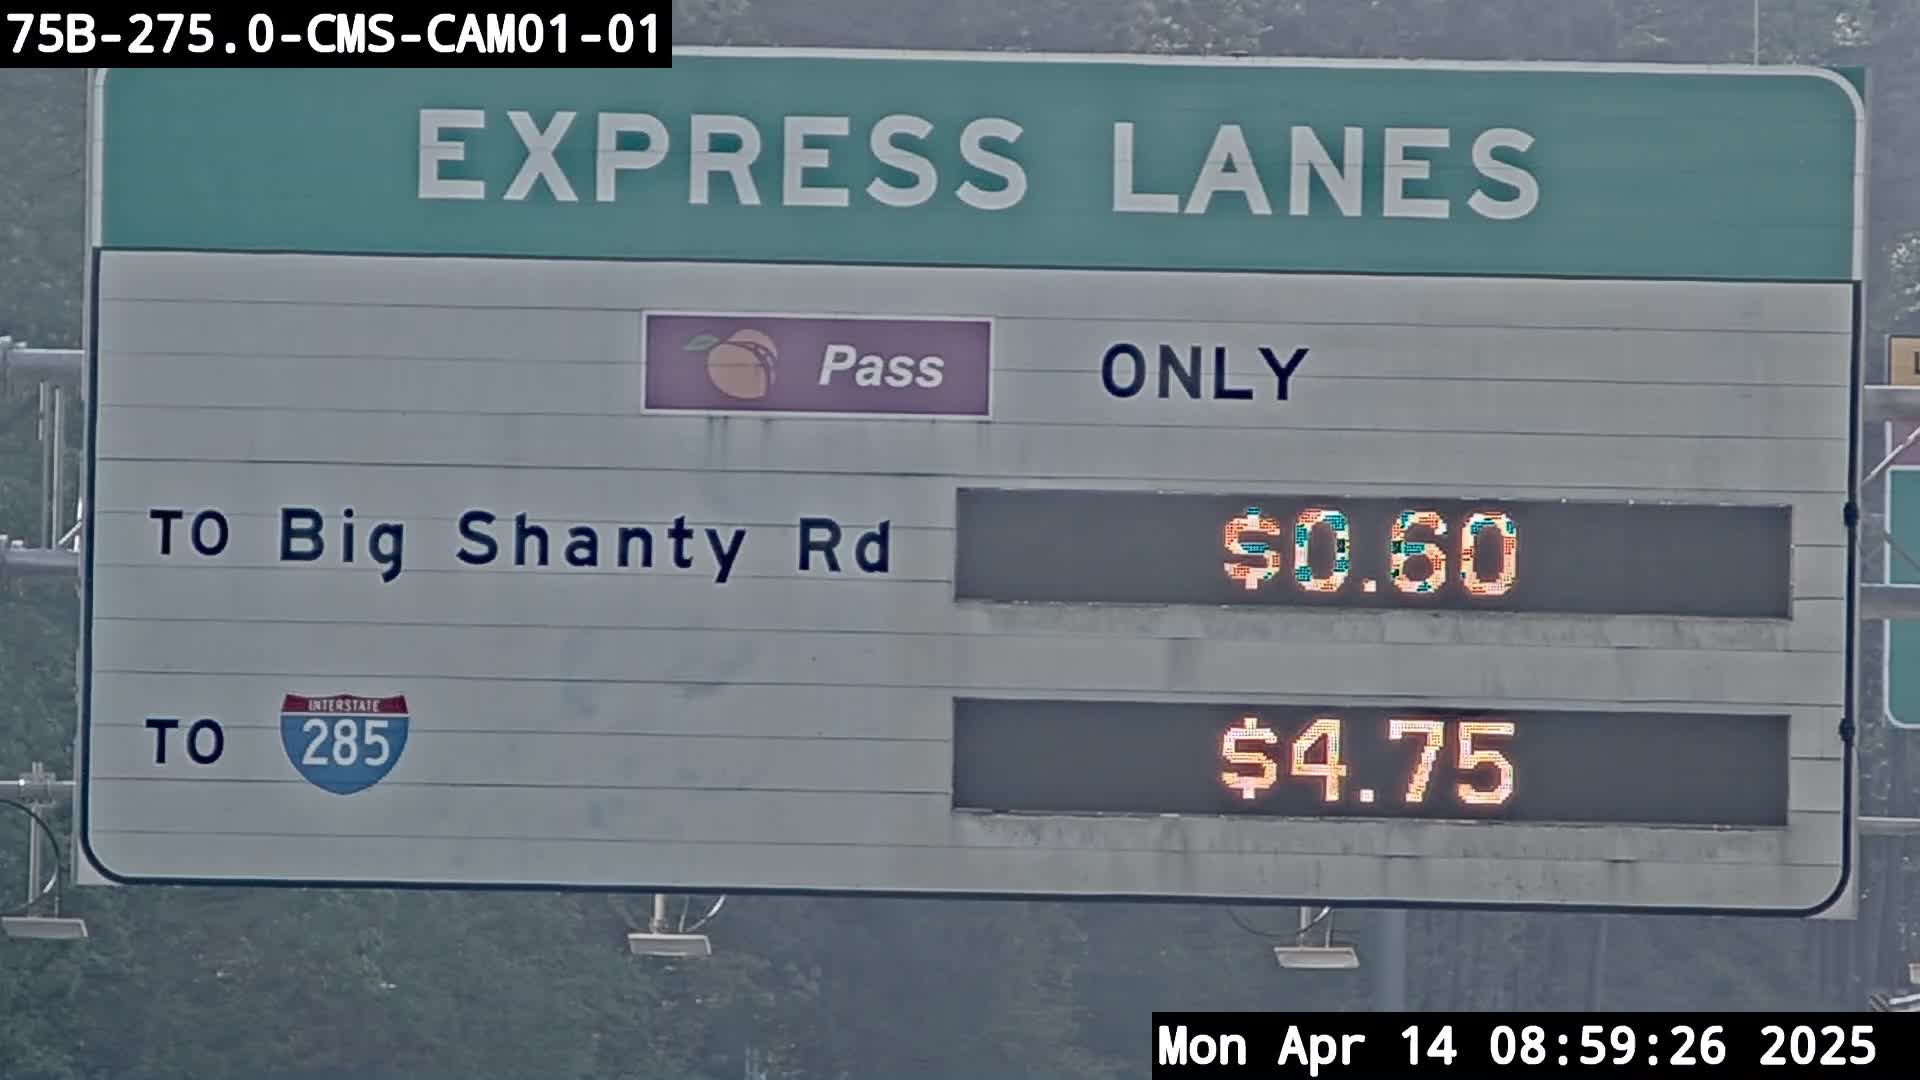 75B-275.0-CMS-CAM01-01
EXPRESS LANES
Pass ONLY
TO Big Shanty Rd $0.60
INTERSTATE
TO 285 $4.75
Mon Apr 14 08:59:26 2025